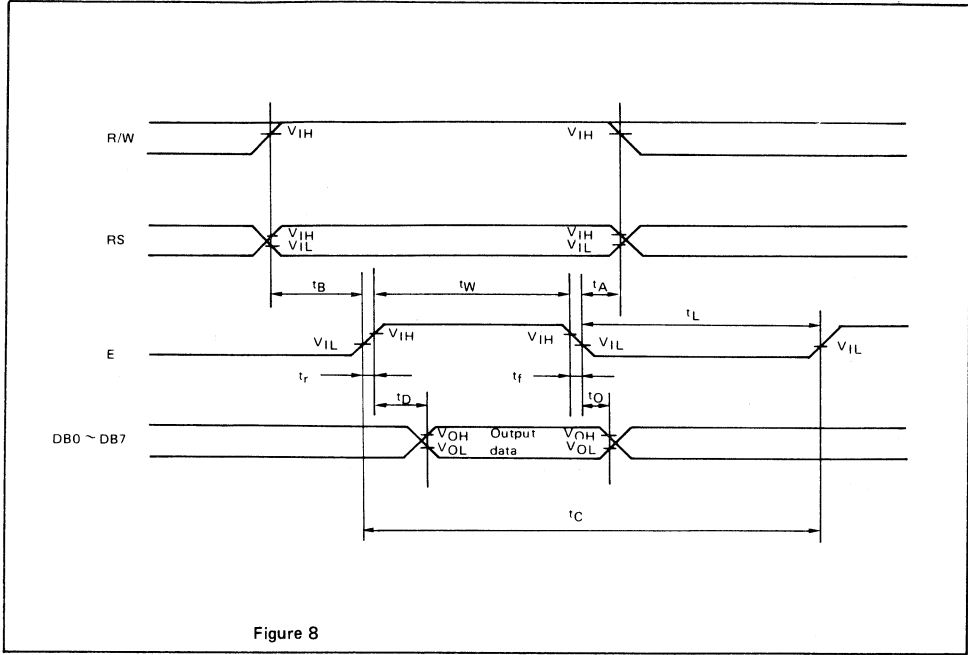 R/W VIH VIH
RS VIH VIH
VIL VIL
tB tW tA
tL
E VIL VIH VIH VIL VIL
tr tf
tD tO
DB0 ~ DB7 VOH Output VOH
VOL data VOL
tC
Figure 8